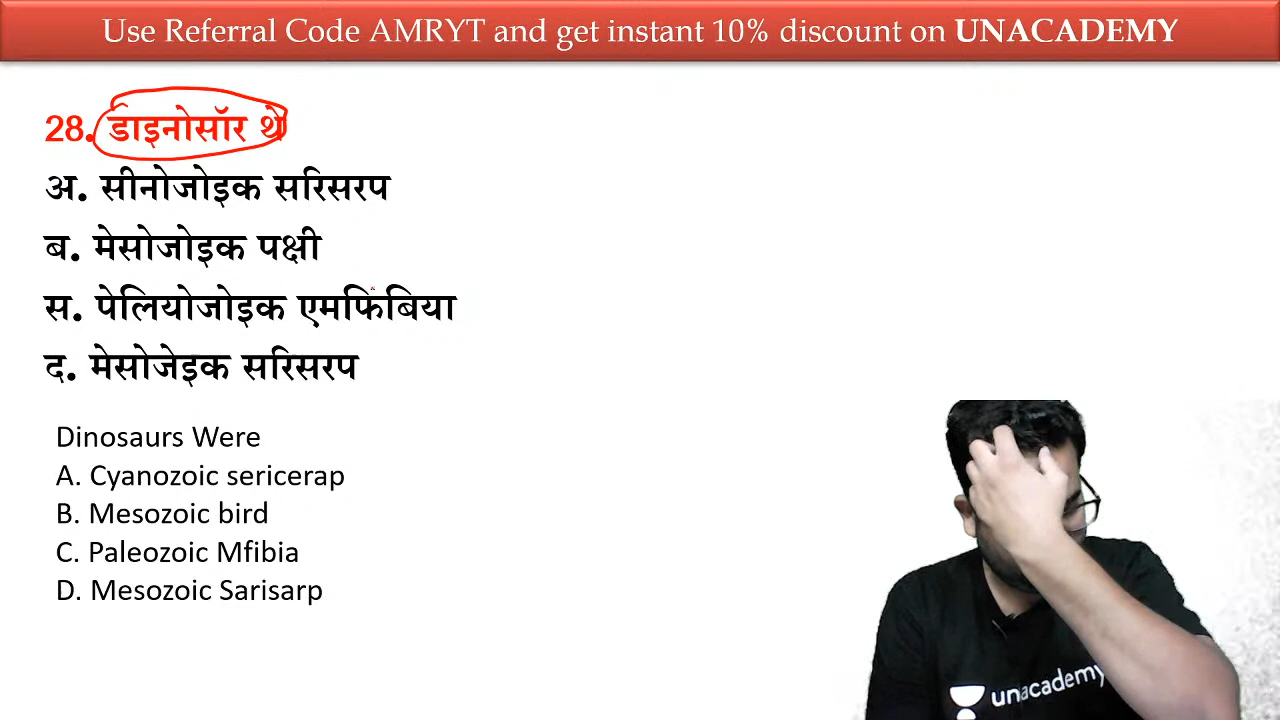 Use Referral Code AMRYT and get instant 10% discount on UNACADEMY
28. डाइनोसॉर थे
अ. सीनोजोइक सरिसरप
ब. मेसोजोइक पक्षी
स. पेलियोजोइक एमफिंबिया
द. मेसोजेइक सरिसरप
Dinosaurs Were
A. Cyanozoic sericerap
B. Mesozoic bird
C. Paleozoic Mfibia
D. Mesozoic Sarisarp
unacademy